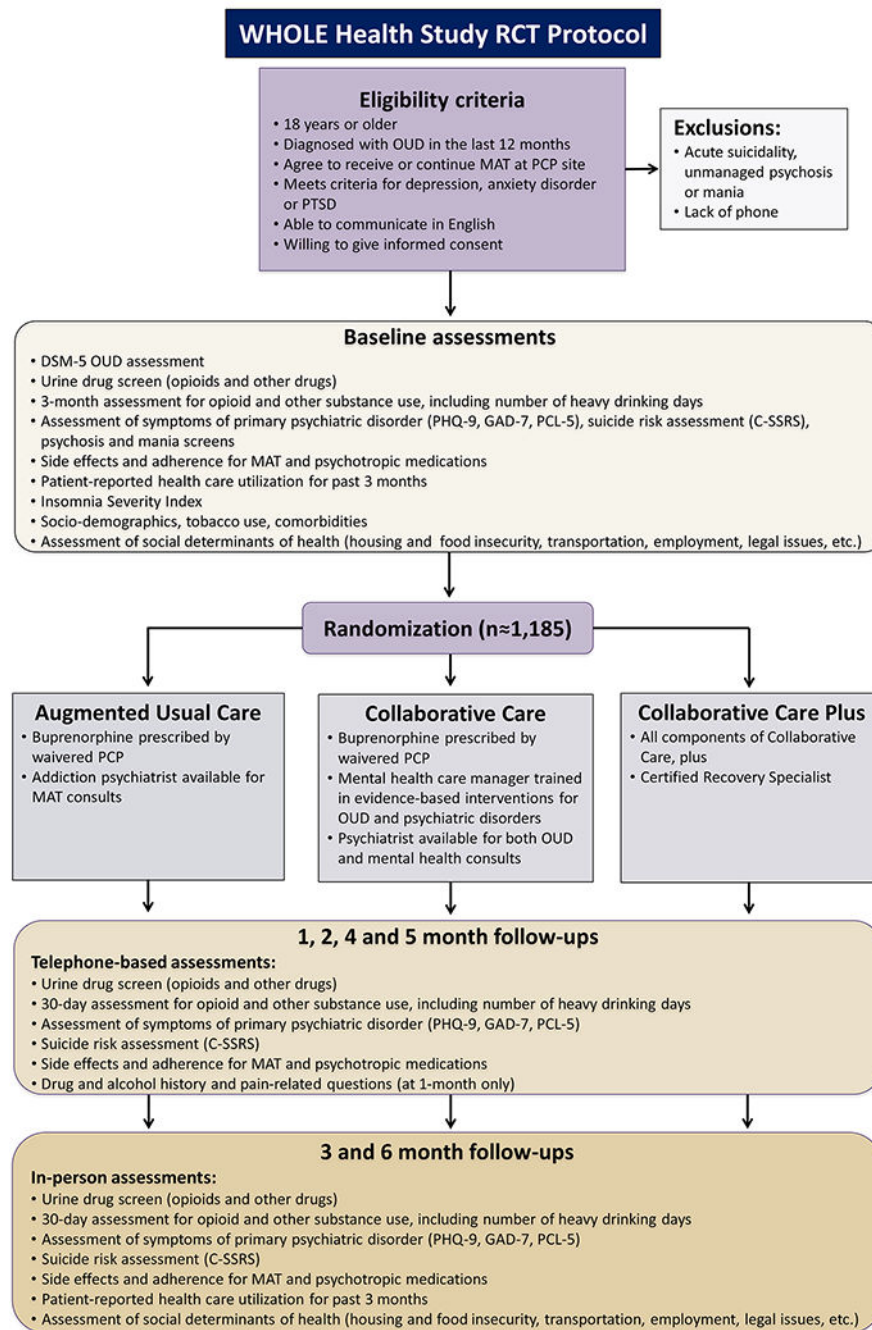 WHOLE Health Study RCT Protocol
Eligibility criteria
• 18 years or older
• Diagnosed with OUD in the last 12 months
• Agree to receive or continue MAT at PCP site
• Meets criteria for depression, anxiety disorder
or PTSD
• Able to communicate in English
• Willing to give informed consent
Exclusions:
• Acute suicidality,
unmanaged psychosis
or mania
• Lack of phone
Baseline assessments
• DSM-5 OUD assessment
• Urine drug screen (opioids and other drugs)
• 3-month assessment for opioid and other substance use, including number of heavy drinking days
• Assessment of symptoms of primary psychiatric disorder (PHQ-9, GAD-7, PCL-5), suicide risk assessment (C-SSRS),
psychosis and mania screens
• Side effects and adherence for MAT and psychotropic medications
• Patient-reported health care utilization for past 3 months
• Insomnia Severity Index
• Socio-demographics, tobacco use, comorbidities
• Assessment of social determinants of health (housing and food insecurity, transportation, employment, legal issues, etc.)
Randomization (n≈1,185)
Augmented Usual Care
• Buprenorphine prescribed by
waivered PCP
• Addiction psychiatrist available for
MAT consults
Collaborative Care
• Buprenorphine prescribed by
waivered PCP
• Mental health care manager trained
in evidence-based interventions for
OUD and psychiatric disorders
• Psychiatrist available for both OUD
and mental health consults
Collaborative Care Plus
• All components of Collaborative
Care, plus
• Certified Recovery Specialist
1, 2, 4 and 5 month follow-ups
Telephone-based assessments:
• Urine drug screen (opioids and other drugs)
• 30-day assessment for opioid and other substance use, including number of heavy drinking days
• Assessment of symptoms of primary psychiatric disorder (PHQ-9, GAD-7, PCL-5)
• Suicide risk assessment (C-SSRS)
• Side effects and adherence for MAT and psychotropic medications
• Drug and alcohol history and pain-related questions (at 1-month only)
3 and 6 month follow-ups
In-person assessments:
• Urine drug screen (opioids and other drugs)
• 30-day assessment for opioid and other substance use, including number of heavy drinking days
• Assessment of symptoms of primary psychiatric disorder (PHQ-9, GAD-7, PCL-5)
• Suicide risk assessment (C-SSRS)
• Side effects and adherence for MAT and psychotropic medications
• Patient-reported health care utilization for past 3 months
• Assessment of social determinants of health (housing and food insecurity, transportation, employment, legal issues, etc.)